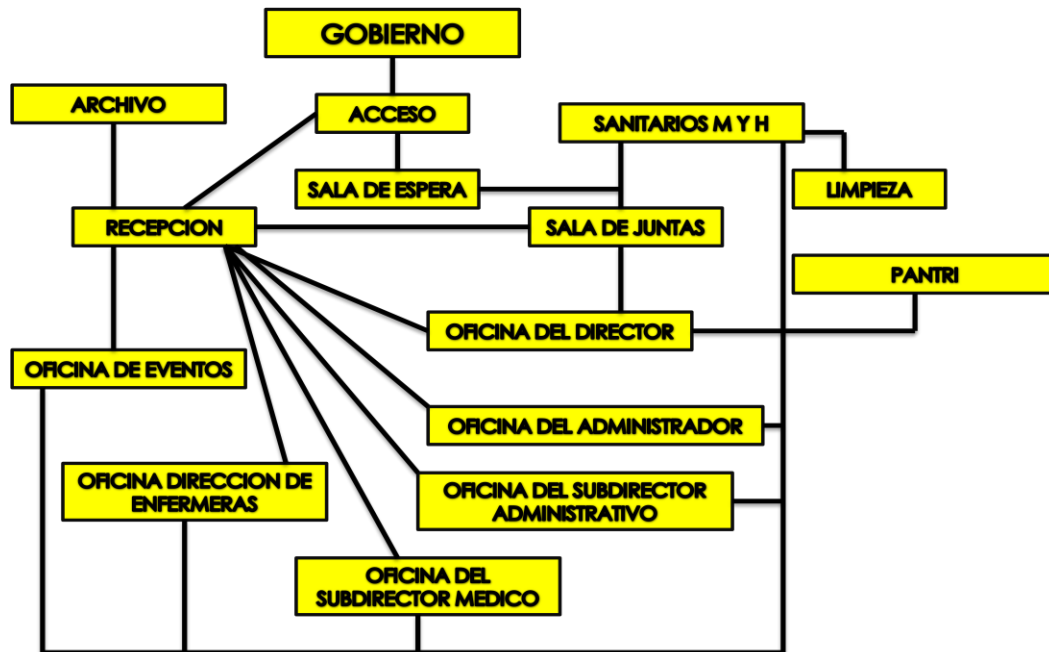 GOBIERNO
ARCHIVO
ACCESO
SANITARIOS M Y H
SALA DE ESPERA
LIMPIEZA
RECEPCION
SALA DE JUNTAS
PANTRI
OFICINA DEL DIRECTOR
OFICINA DE EVENTOS
OFICINA DEL ADMINISTRADOR
OFICINA DIRECCION DE
ENFERMERAS
OFICINA DEL SUBDIRECTOR
ADMINISTRATIVO
OFICINA DEL
SUBDIRECTOR MEDICO